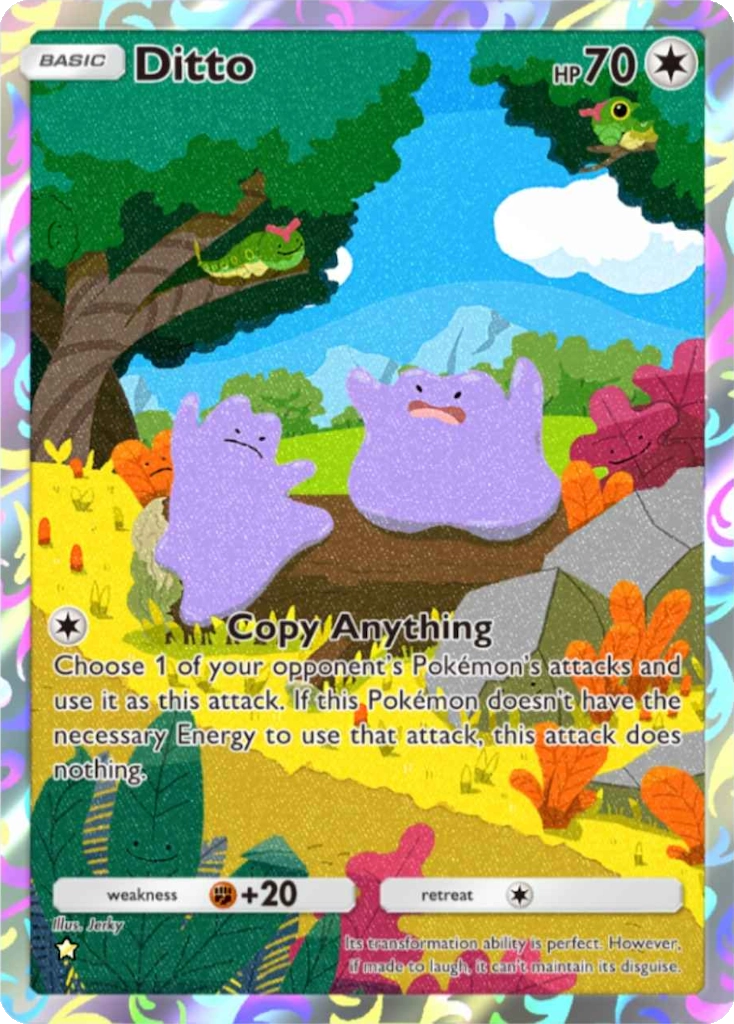 BASIC Ditto HP 70
Copy Anything
Choose 1 of your opponent's Pokémon's attacks and
use it as this attack. If this Pokémon doesn't have the
necessary Energy to use that attack, this attack does
nothing.
weakness +20 retreat
Illus. Jerky
Its transformation ability is perfect. However,
if made to laugh, it can't maintain its disguise.